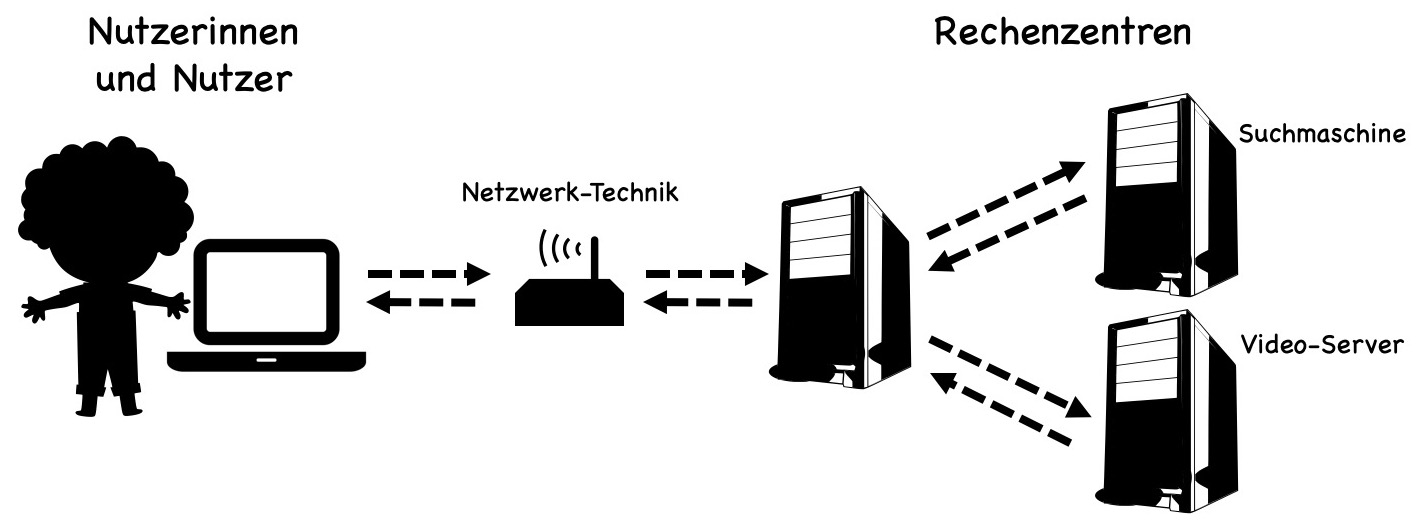 Nutzerinnen
und Nutzer
Rechenzentren
Netzwerk-Technik
Suchmaschine
Video-Server